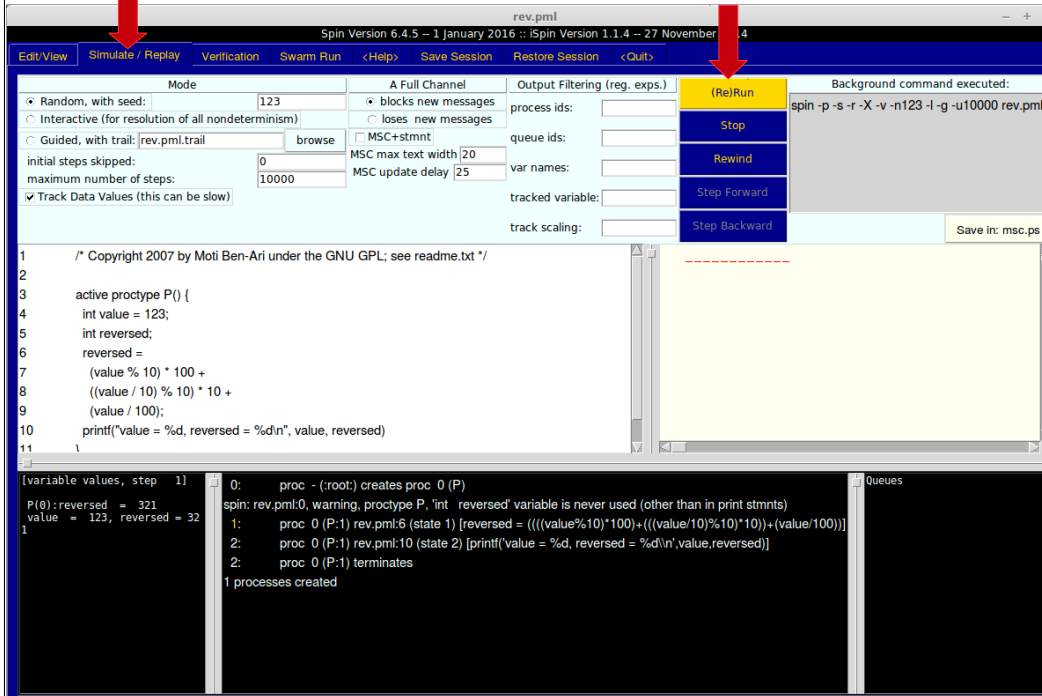 rev.pml
Spin Version 6.4.5 -- 1 January 2016 :: iSpin Version 1.1.4 -- 27 November 4
Edit/View Simulate / Replay Verification Swarm Run <Help> Save Session Restore Session <Quit>
Mode
Random, with seed: 123
Interactive (for resolution of all nondeterminism)
Guided, with trail: rev.pml.trail browse
initial steps skipped: 0
maximum number of steps: 10000
Track Data Values (this can be slow)
A Full Channel
blocks new messages
loses new messages
MSC+stmnt
MSC max text width 20
MSC update delay 25
Output Filtering (reg. exps.)
process ids:
queue ids:
var names:
tracked variable:
track scaling:
(Re)Run
Stop
Rewind
Step Forward
Step Backward
Background command executed:
spin -p -s -r -X -v -n123 -l -g -u10000 rev.pml
Save in: msc.ps
1 /* Copyright 2007 by Moti Ben-Ari under the GNU GPL; see readme.txt */
2
3 active proctype P() {
4 int value = 123;
5 int reversed;
6 reversed =
7 (value % 10) * 100 +
8 ((value / 10) % 10) * 10 +
9 (value / 100);
10 printf("value = %d, reversed = %d\n", value, reversed)
11 }
[variable values, step 1]
P(0):reversed = 321
value = 123, reversed = 32
1
0: proc - (:root:) creates proc 0 (P)
spin: rev.pml:0, warning, proctype P, 'int reversed' variable is never used (other than in print stmnts)
1: proc 0 (P:1) rev.pml:6 (state 1) [reversed = ((((value%10)*100)+(((value/10)%10)*10))+(value/100))]
2: proc 0 (P:1) rev.pml:10 (state 2) [printf('value = %d, reversed = %d\\n',value,reversed)]
2: proc 0 (P:1) terminates
1 processes created
Queues